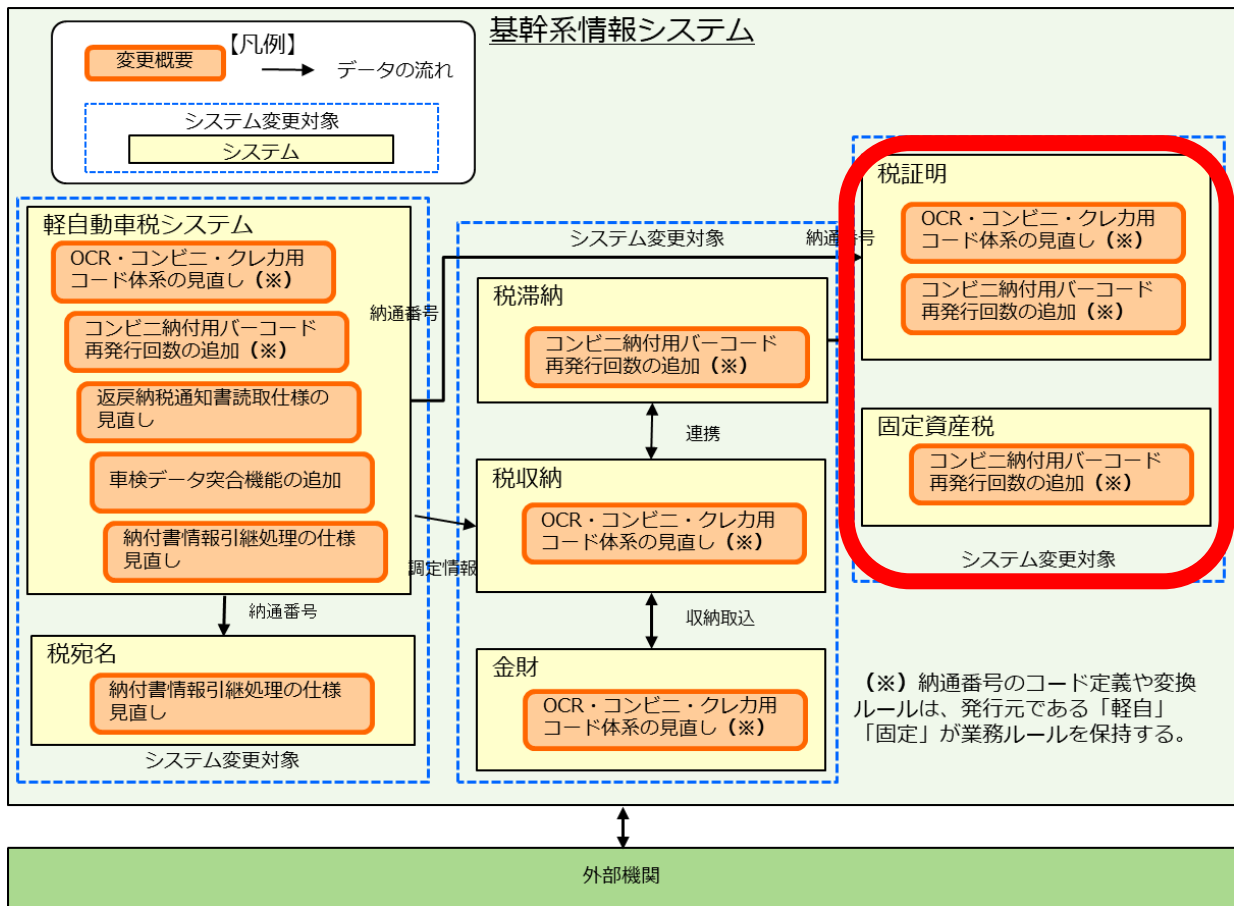 基幹系情報システム
【凡例】
変更概要
データの流れ
システム変更対象
システム
軽自動車税システム
OCR・コンビニ・クレカ用
コード体系の見直し（※）
コンビニ納付用バーコード
再発行回数の追加（※）
返戻納税通知書読取仕様の
見直し
車検データ突合機能の追加
納付書情報引継処理の仕様
見直し
納通番号
税宛名
納付書情報引継処理の仕様
見直し
システム変更対象
納通番号
調定情報
システム変更対象
税滞納
コンビニ納付用バーコード
再発行回数の追加（※）
連携
税収納
OCR・コンビニ・クレカ用
コード体系の見直し（※）
収納取込
金財
OCR・コンビニ・クレカ用
コード体系の見直し（※）
納通番号
税証明
OCR・コンビニ・クレカ用
コード体系の見直し（※）
コンビニ納付用バーコード
再発行回数の追加（※）
固定資産税
コンビニ納付用バーコード
再発行回数の追加（※）
システム変更対象
（※）納通番号のコード定義や変換
ルールは、発行元である「軽自」
「固定」が業務ルールを保持する。
外部機関